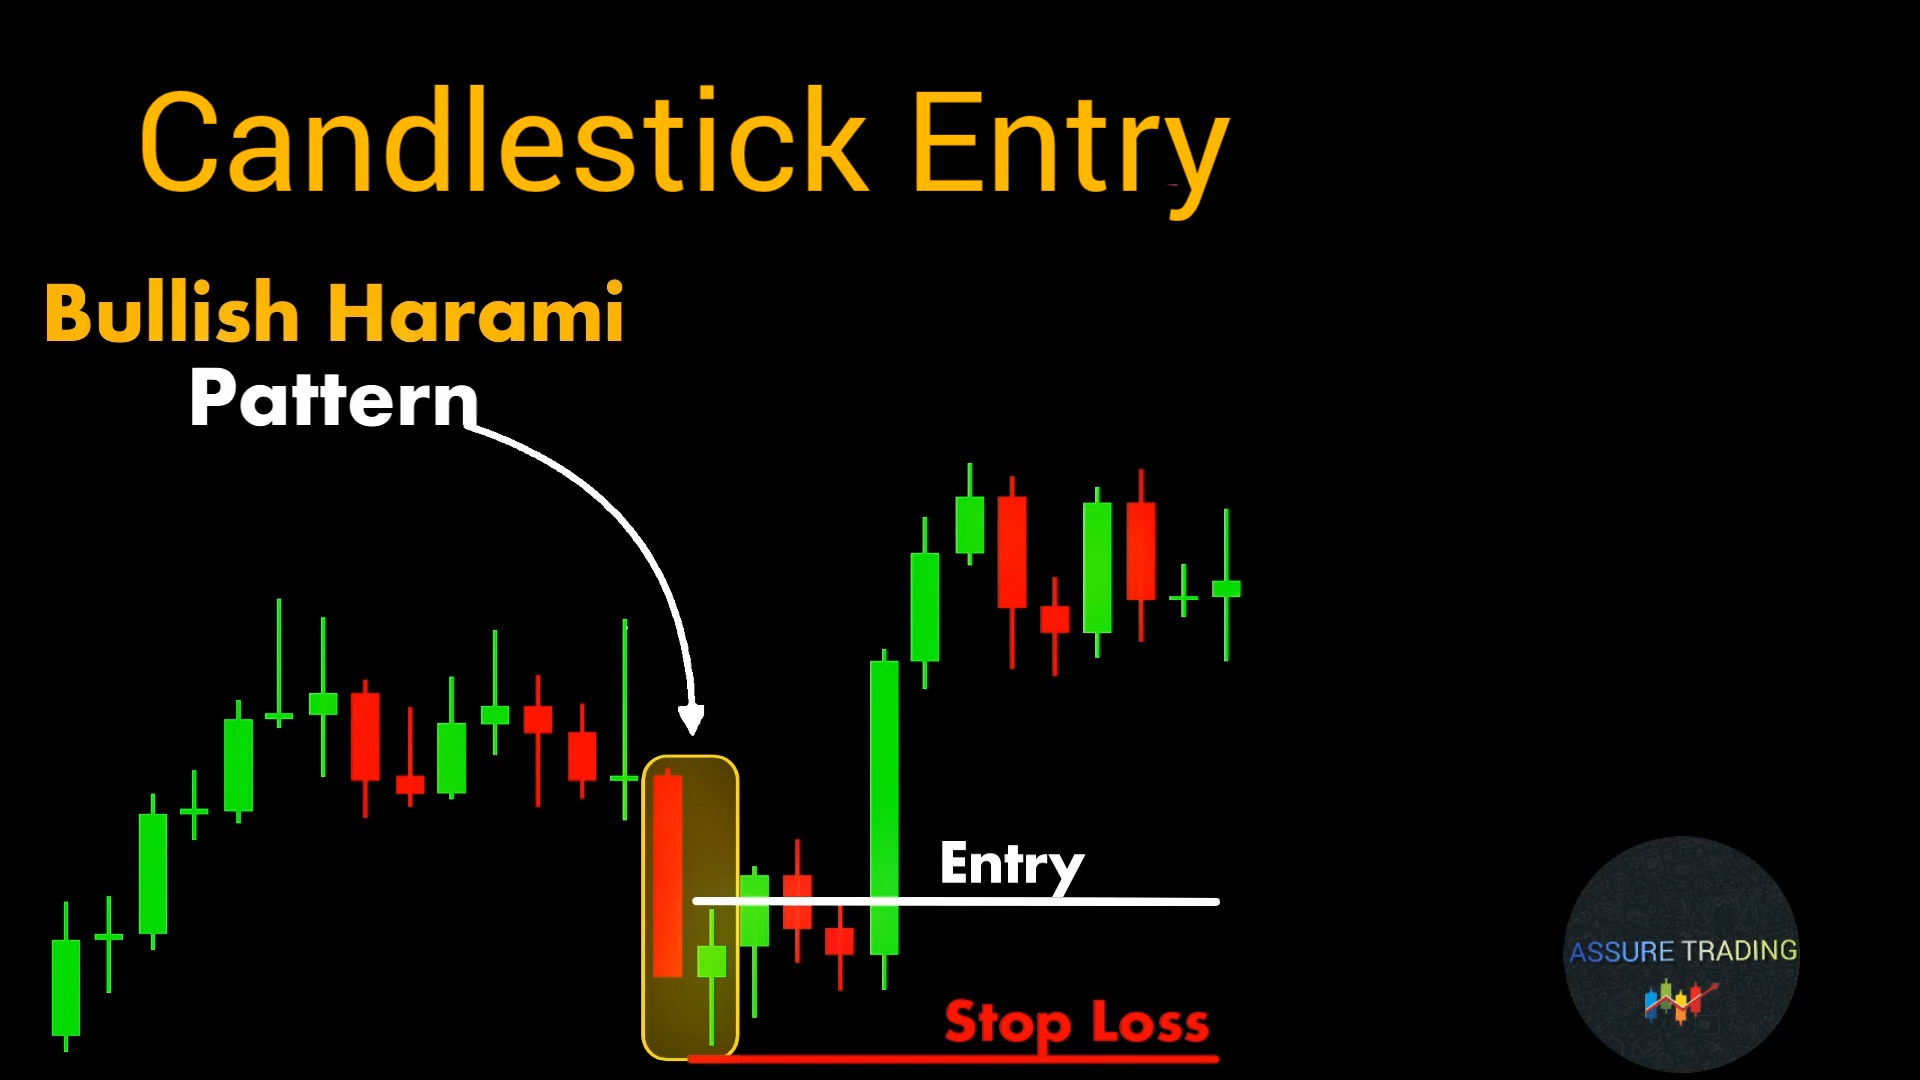 Candlestick Entry
Bullish Harami
Pattern
Entry
Stop Loss
ASSURE TRADING